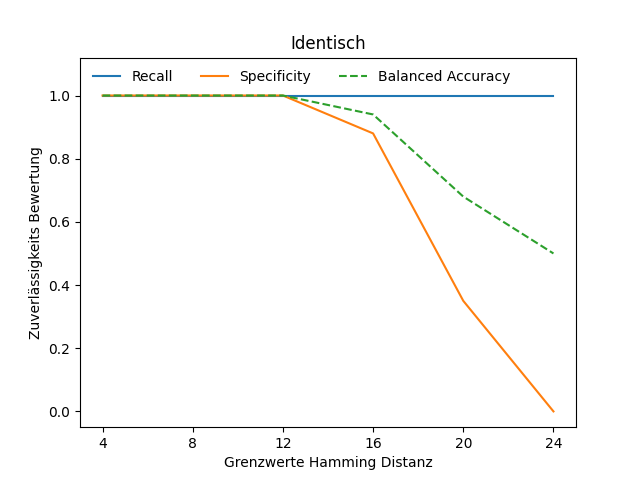 Identisch
Recall Specificity Balanced Accuracy
1.0
0.8
0.6
0.4
0.2
0.0
Zuverlässigkeits Bewertung
4 8 12 16 20 24
Grenzwerte Hamming Distanz